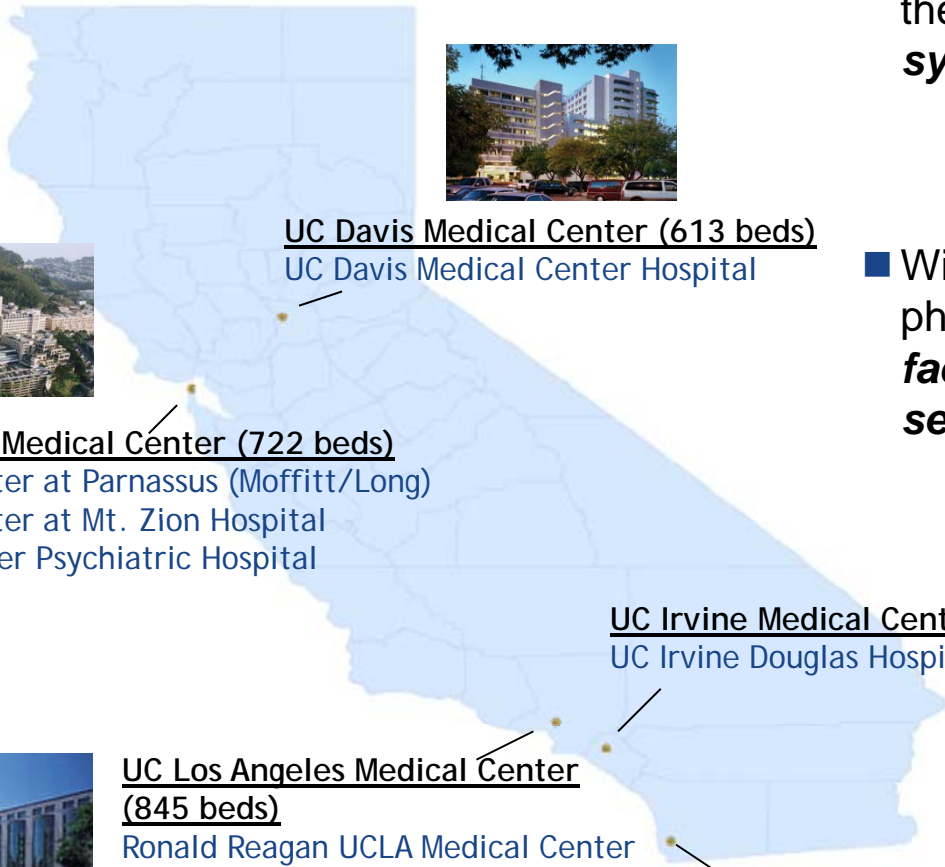 the
sy
UC Davis Medical Center (613 beds)
UC Davis Medical Center Hospital
Wi
ph
fac
se
Medical Center (722 beds)
ter at Parnassus (Moffitt/Long)
ter at Mt. Zion Hospital
er Psychiatric Hospital
UC Irvine Medical Cent
UC Irvine Douglas Hospi
UC Los Angeles Medical Center
(845 beds)
Ronald Reagan UCLA Medical Center